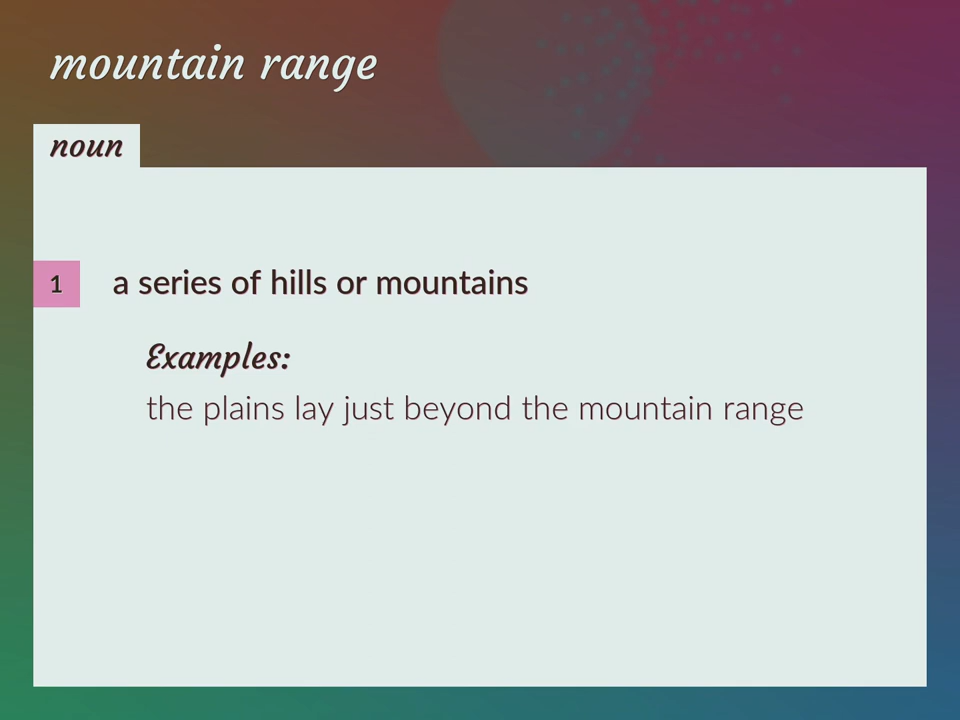 mountain range
noun
1 a series of hills or mountains
Examples:
the plains lay just beyond the mountain range